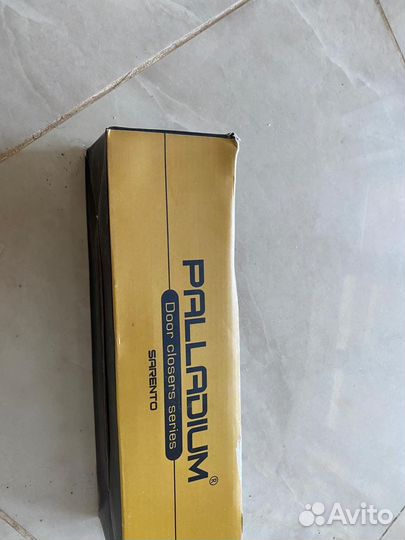 PALLADIUM®
Door closers series
SARENTO
Avito